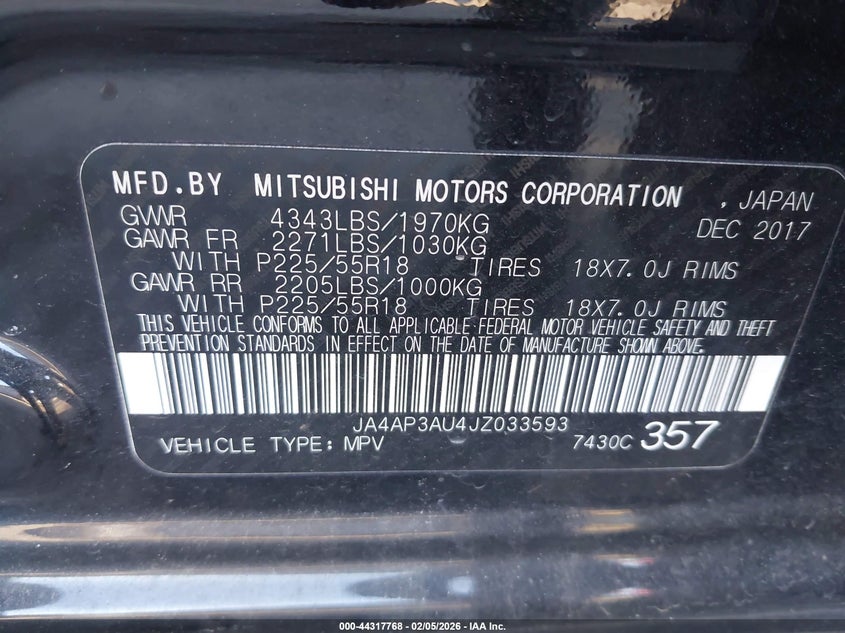 MFD.BY MITSUBISHI MOTORS CORPORATION , JAPAN
GVWR 4343LBS/1970KG DEC 2017
GAWR FR 2271LBS/1030KG
WITH P225/55R18 TIRES 18X7.0J RIMS
GAWR RR 2205LBS/1000KG
WITH P225/55R18 TIRES 18X7.0J RIMS
THIS VEHICLE CONFORMS TO ALL APPLICABLE FEDERAL MOTOR VEHICLE SAFETY AND THEFT
PREVENTION STANDARDS IN EFFECT ON THE DATE OF MANUFACTURE SHOWN ABOVE.
JA4AP3AU4JZ033593
VEHICLE TYPE: MPV 7430C 357
000-44317768 - 02/05/2026 - IAA Inc.